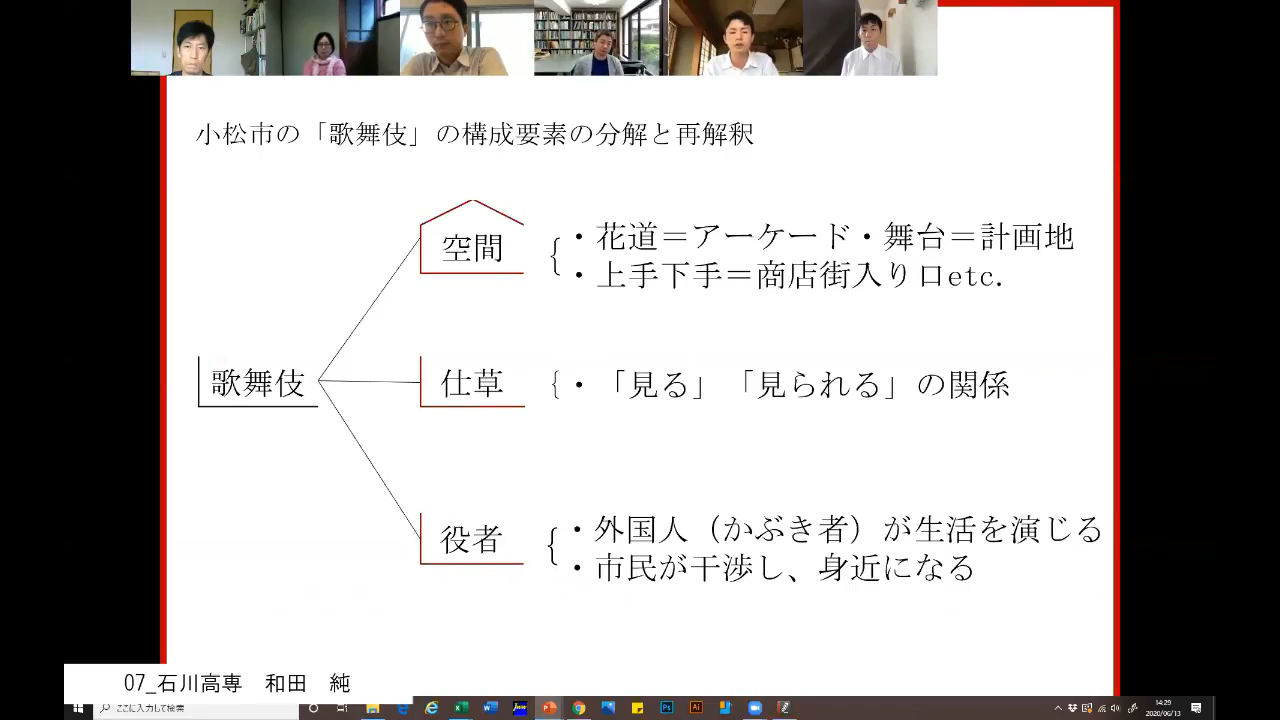 小松市の「歌舞伎」の構成要素の分解と再解釈
空間
・花道＝アーケード・舞台＝計画地
・上手下手＝商店街入り口etc.
歌舞伎
仕草
・「見る」「見られる」の関係
役者
・外国人（かぶき者）が生活を演じる
・市民が干渉し、身近になる
07_石川高専　和田　純
ここに入力して検索
14:29
2020/06/13